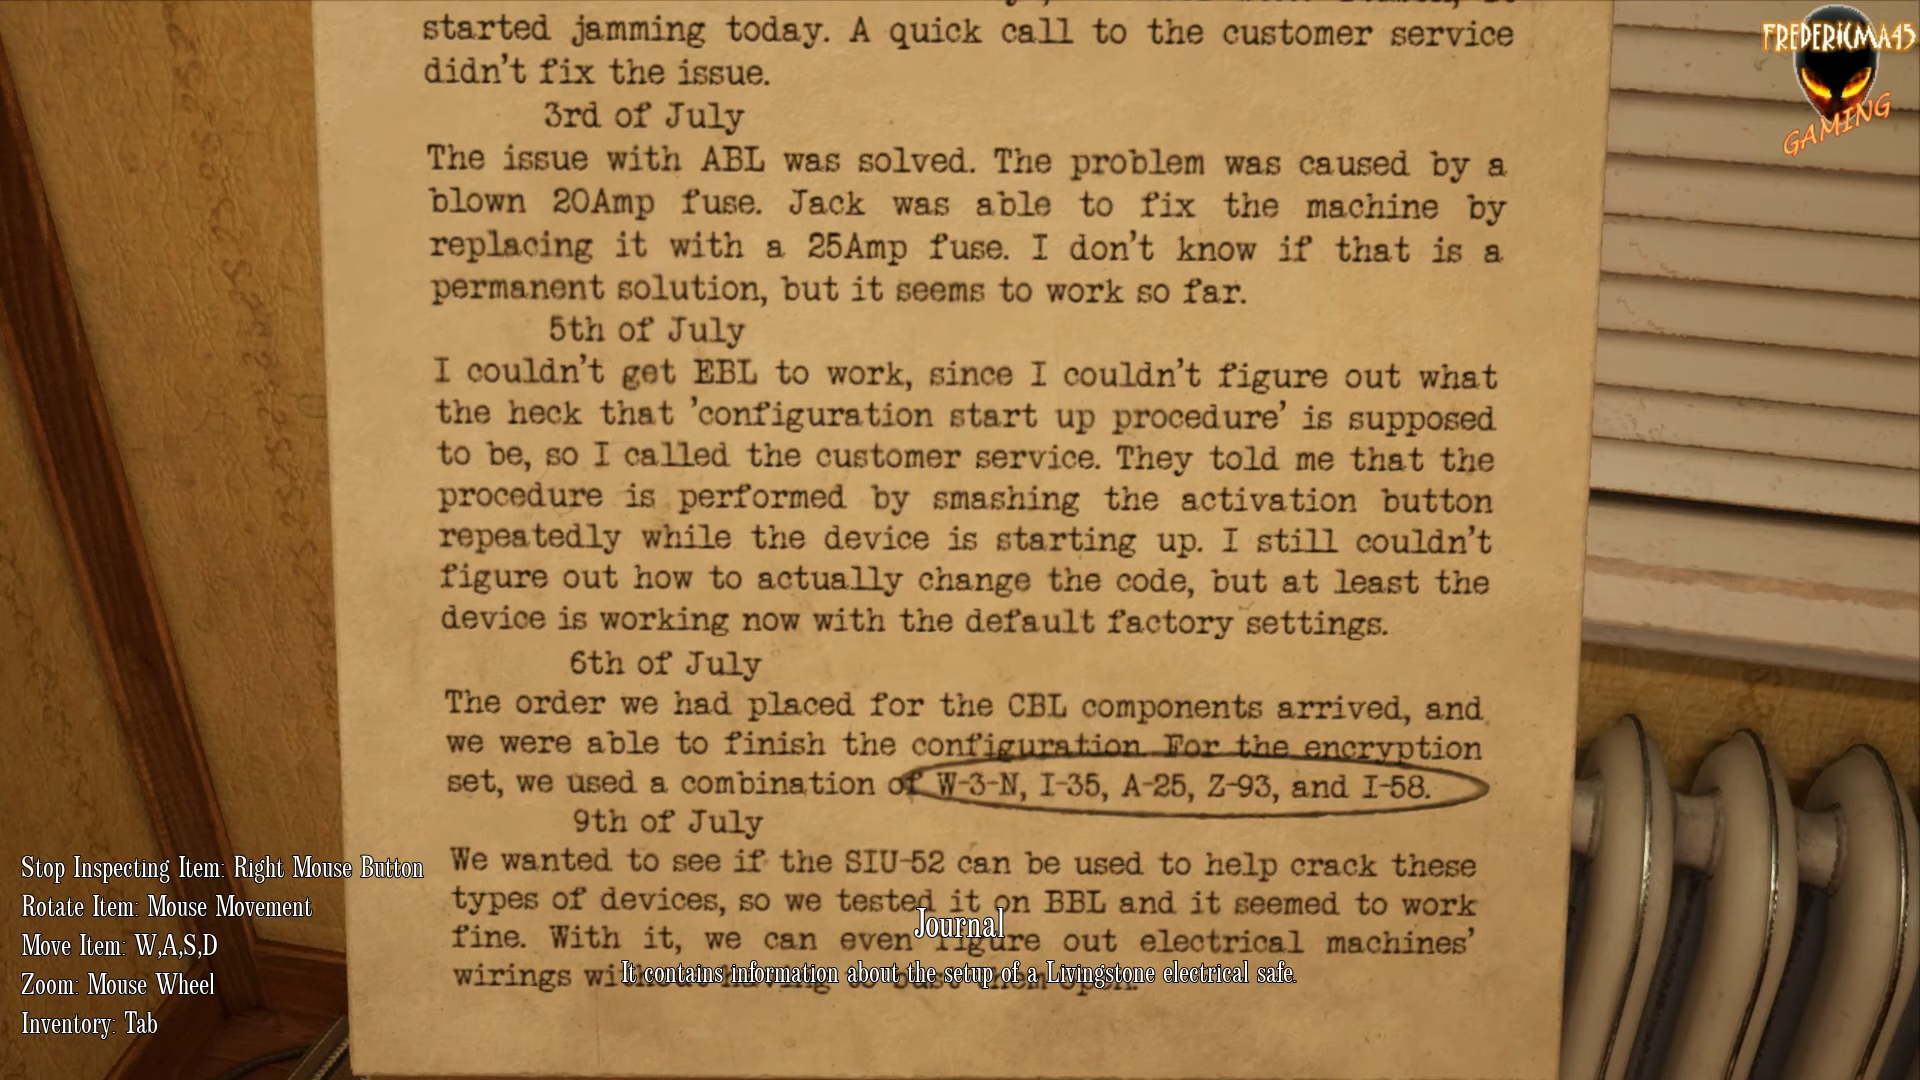 started jamming today. A quick call to the customer service
didn't fix the issue.
3rd of July
The issue with ABL was solved. The problem was caused by a
blown 20Amp fuse. Jack was able to fix the machine by
replacing it with a 25Amp fuse. I don't know if that is a
permanent solution, but it seems to work so far.
5th of July
I couldn't get EBL to work, since I couldn't figure out what
the heck that 'configuration start up procedure' is supposed
to be, so I called the customer service. They told me that the
procedure is performed by smashing the activation button
repeatedly while the device is starting up. I still couldn't
figure out how to actually change the code, but at least the
device is working now with the default factory settings.
6th of July
The order we had placed for the CBL components arrived, and
we were able to finish the configuration. For the encryption
set, we used a combination of W-3-N, I-35, A-25, Z-93, and I-58.
9th of July
We wanted to see if the SIU-52 can be used to help crack these
types of devices, so we tested it on BBL and it seemed to work
fine. With it, we can even figure out electrical machines'
wirings
Journal
It contains information about the setup of a Livingstone electrical safe.
Stop Inspecting Item: Right Mouse Button
Rotate Item: Mouse Movement
Move Item: W,A,S,D
Zoom: Mouse Wheel
Inventory: Tab
FREDERICMA45
GAMING